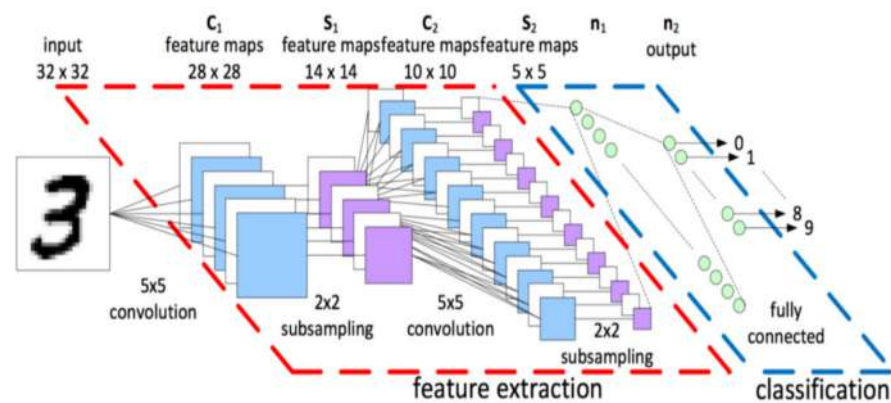 input
32 x 32
C1
feature maps
28 x 28
S1
feature maps
14 x 14
C2
feature maps
10 x 10
S2
feature maps
5 x 5
n1
n2
output
3
0
1
8
9
5x5
convolution
2x2
subsampling
5x5
convolution
2x2
subsampling
fully
connected
feature extraction
classification